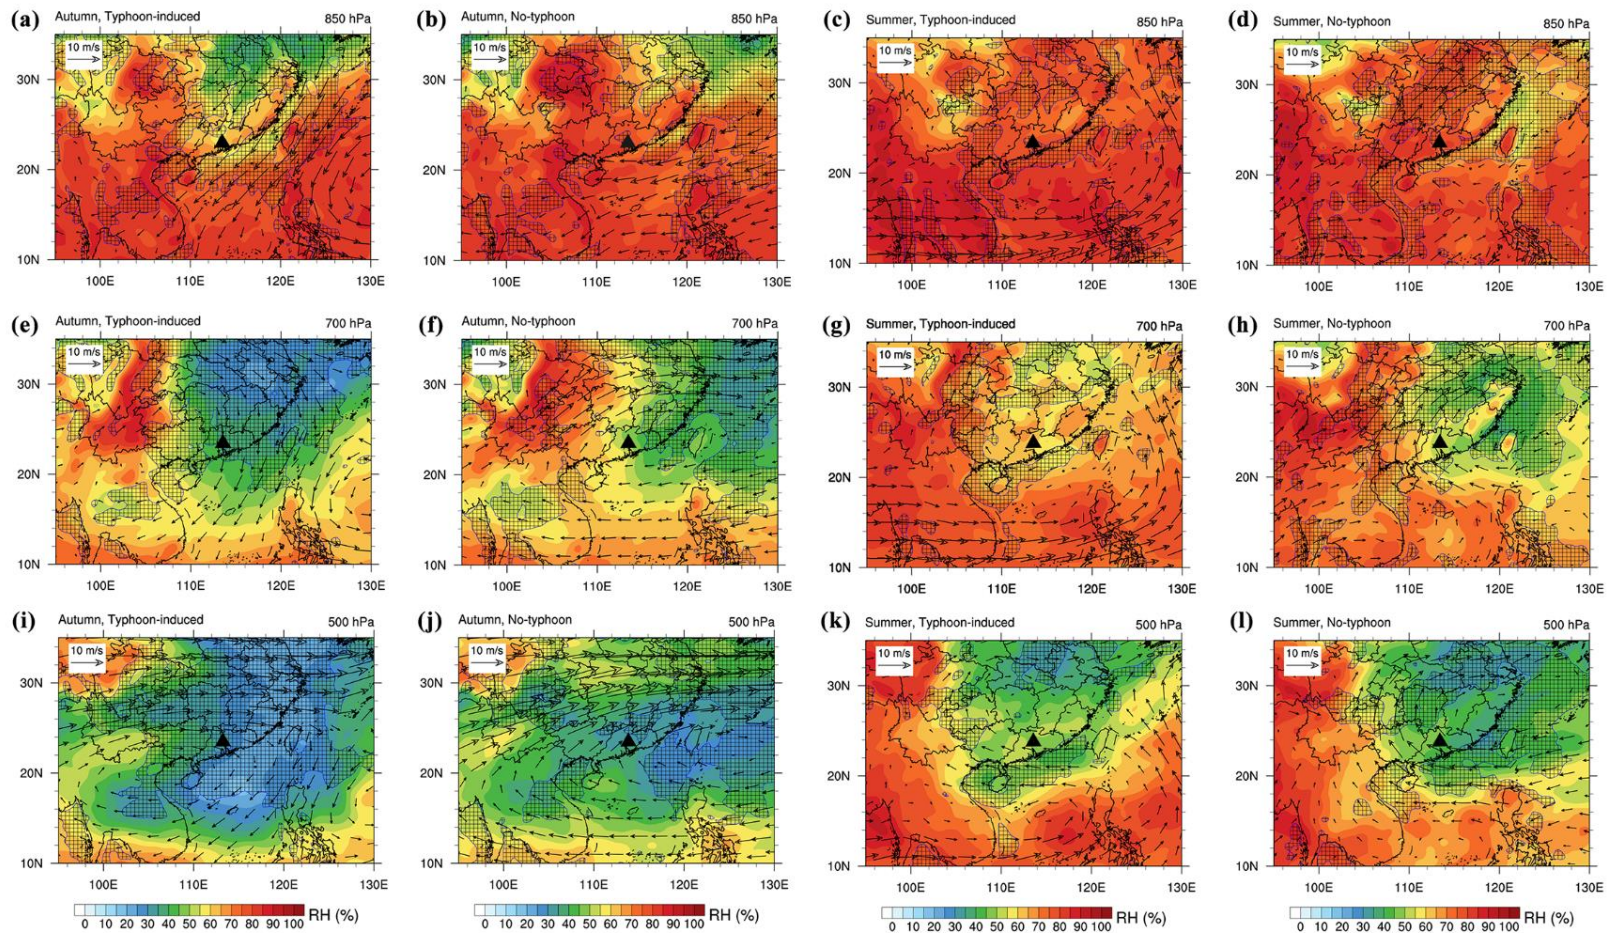 (a) Autumn, Typhoon-induced 850 hPa
10 m/s
30N
20N
10N
100E 110E 120E 130E
(b) Autumn, No-typhoon 850 hPa
10 m/s
30N
20N
10N
100E 110E 120E 130E
(c) Summer, Typhoon-induced 850 hPa
10 m/s
30N
20N
10N
100E 110E 120E 130E
(d) Summer, No-typhoon 850 hPa
10 m/s
30N
20N
10N
100E 110E 120E 130E
(e) Autumn, Typhoon-induced 700 hPa
10 m/s
30N
20N
10N
100E 110E 120E 130E
(f) Autumn, No-typhoon 700 hPa
10 m/s
30N
20N
10N
100E 110E 120E 130E
(g) Summer, Typhoon-induced 700 hPa
10 m/s
30N
20N
10N
100E 110E 120E 130E
(h) Summer, No-typhoon 700 hPa
10 m/s
30N
20N
10N
100E 110E 120E 130E
(i) Autumn, Typhoon-induced 500 hPa
10 m/s
30N
20N
10N
100E 110E 120E 130E
(j) Autumn, No-typhoon 500 hPa
10 m/s
30N
20N
10N
100E 110E 120E 130E
(k) Summer, Typhoon-induced 500 hPa
10 m/s
30N
20N
10N
100E 110E 120E 130E
(l) Summer, No-typhoon 500 hPa
10 m/s
30N
20N
10N
100E 110E 120E 130E
0 10 20 30 40 50 60 70 80 90 100 RH (%)
0 10 20 30 40 50 60 70 80 90 100 RH (%)
0 10 20 30 40 50 60 70 80 90 100 RH (%)
0 10 20 30 40 50 60 70 80 90 100 RH (%)